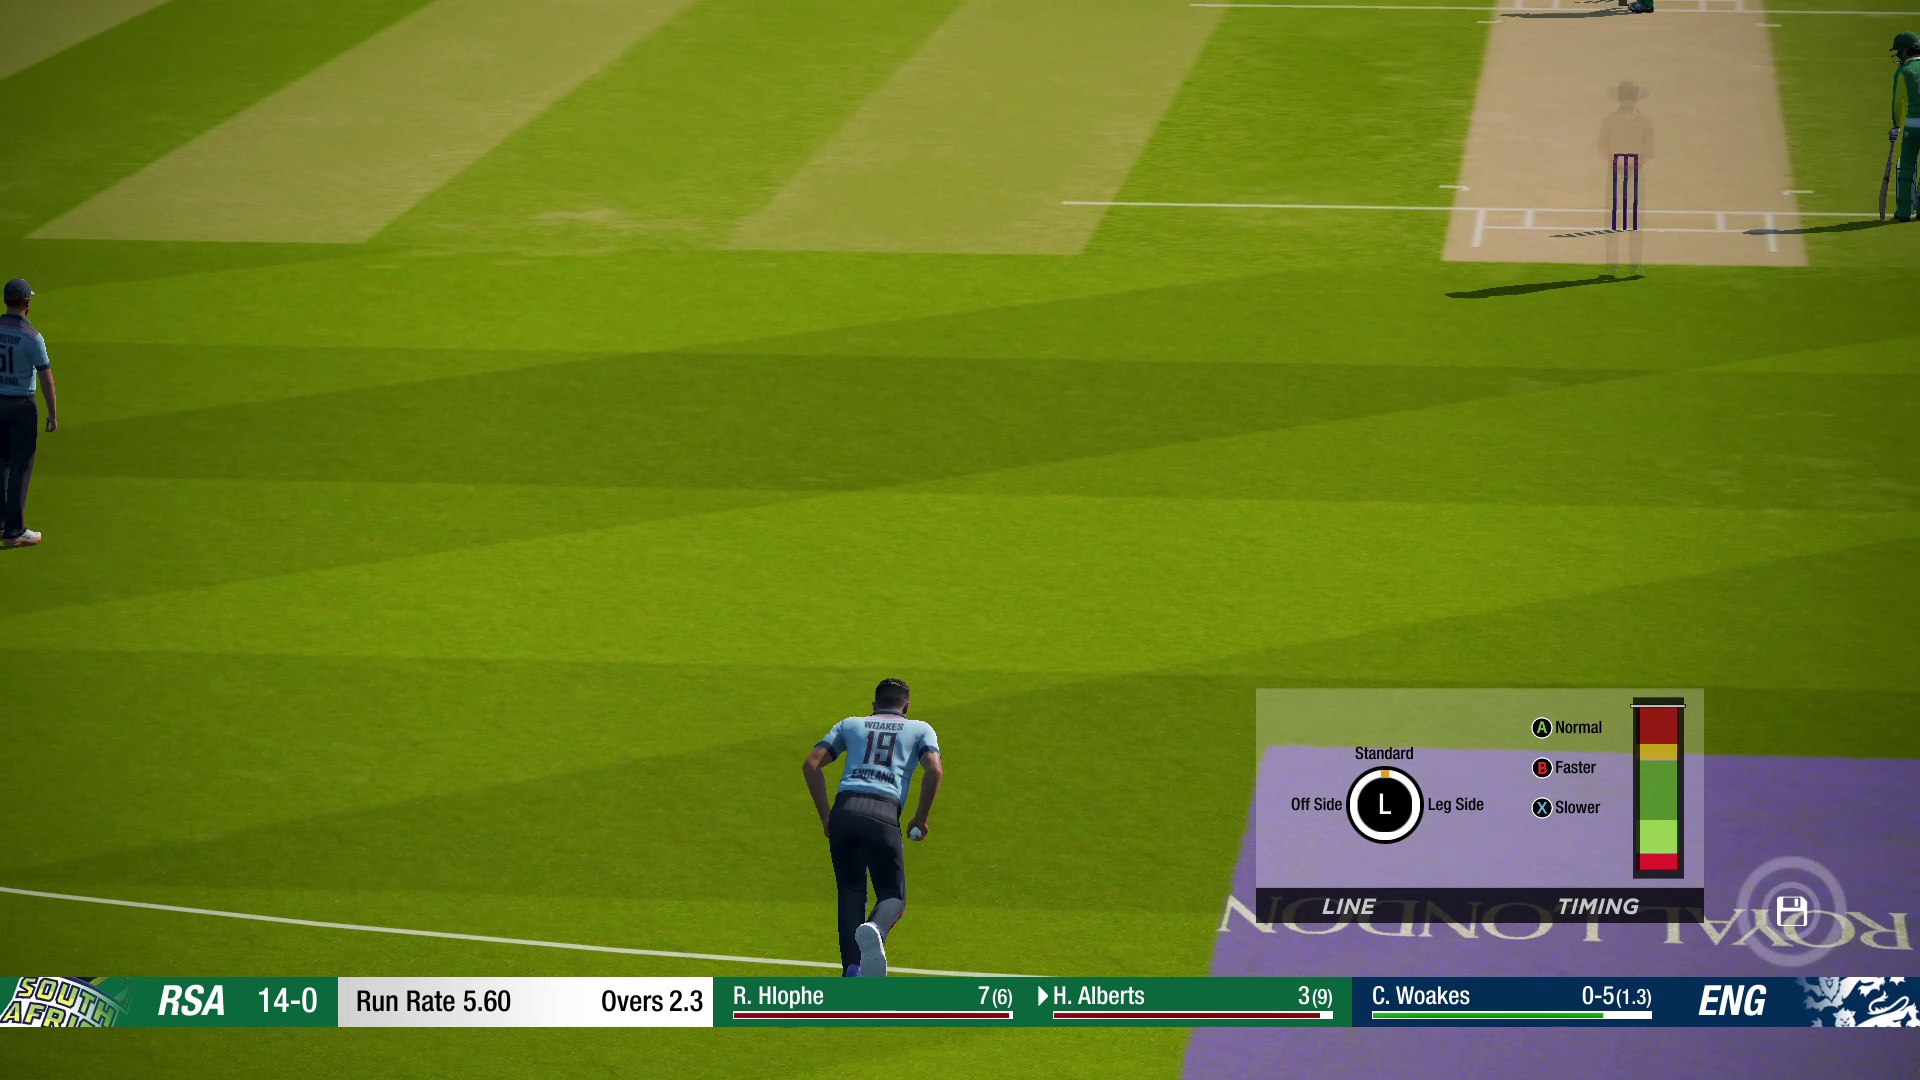 51
WOAKES
19
ENGLAND
Standard
Off Side
L
Leg Side
A Normal
B Faster
X Slower
LINE
TIMING
ROYAL LONDON
SOUTH
AFRI
RSA 14-0
Run Rate 5.60
Overs 2.3
R. Hlophe 7 (6)
H. Alberts 3 (9)
C. Woakes 0-5 (1.3)
ENG